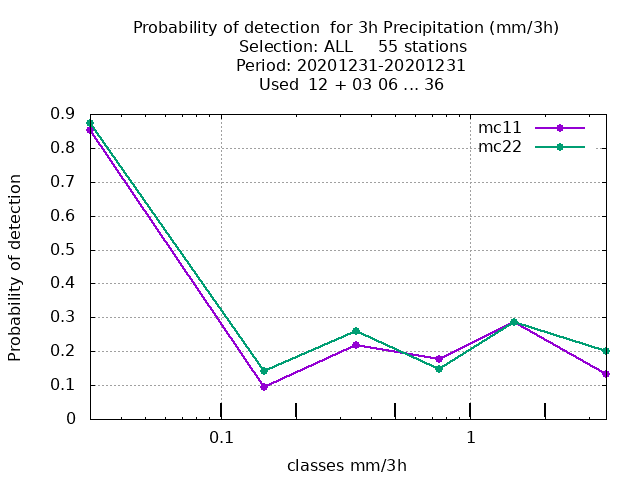 Probability of detection  for 3h Precipitation (mm/3h)
Selection: ALL     55 stations
Period: 20201231-20201231
Used  12 + 03 06 ... 36
mc11
mc22
Probability of detection
0.9
0.8
0.7
0.6
0.5
0.4
0.3
0.2
0.1
0
0.1
1
classes mm/3h